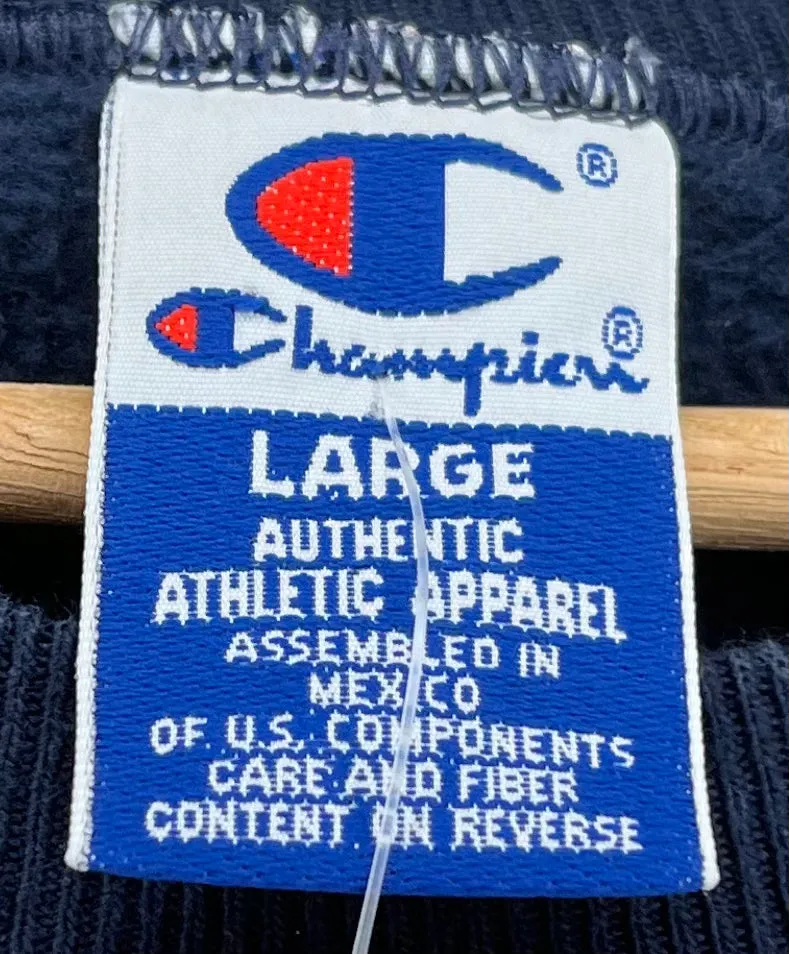 ®
Champion®
LARGE
AUTHENTIC
ATHLETIC APPAREL
ASSEMBLED IN
MEXICO
OF U.S. COMPONENTS
CARE AND FIBER
CONTENT ON REVERSE